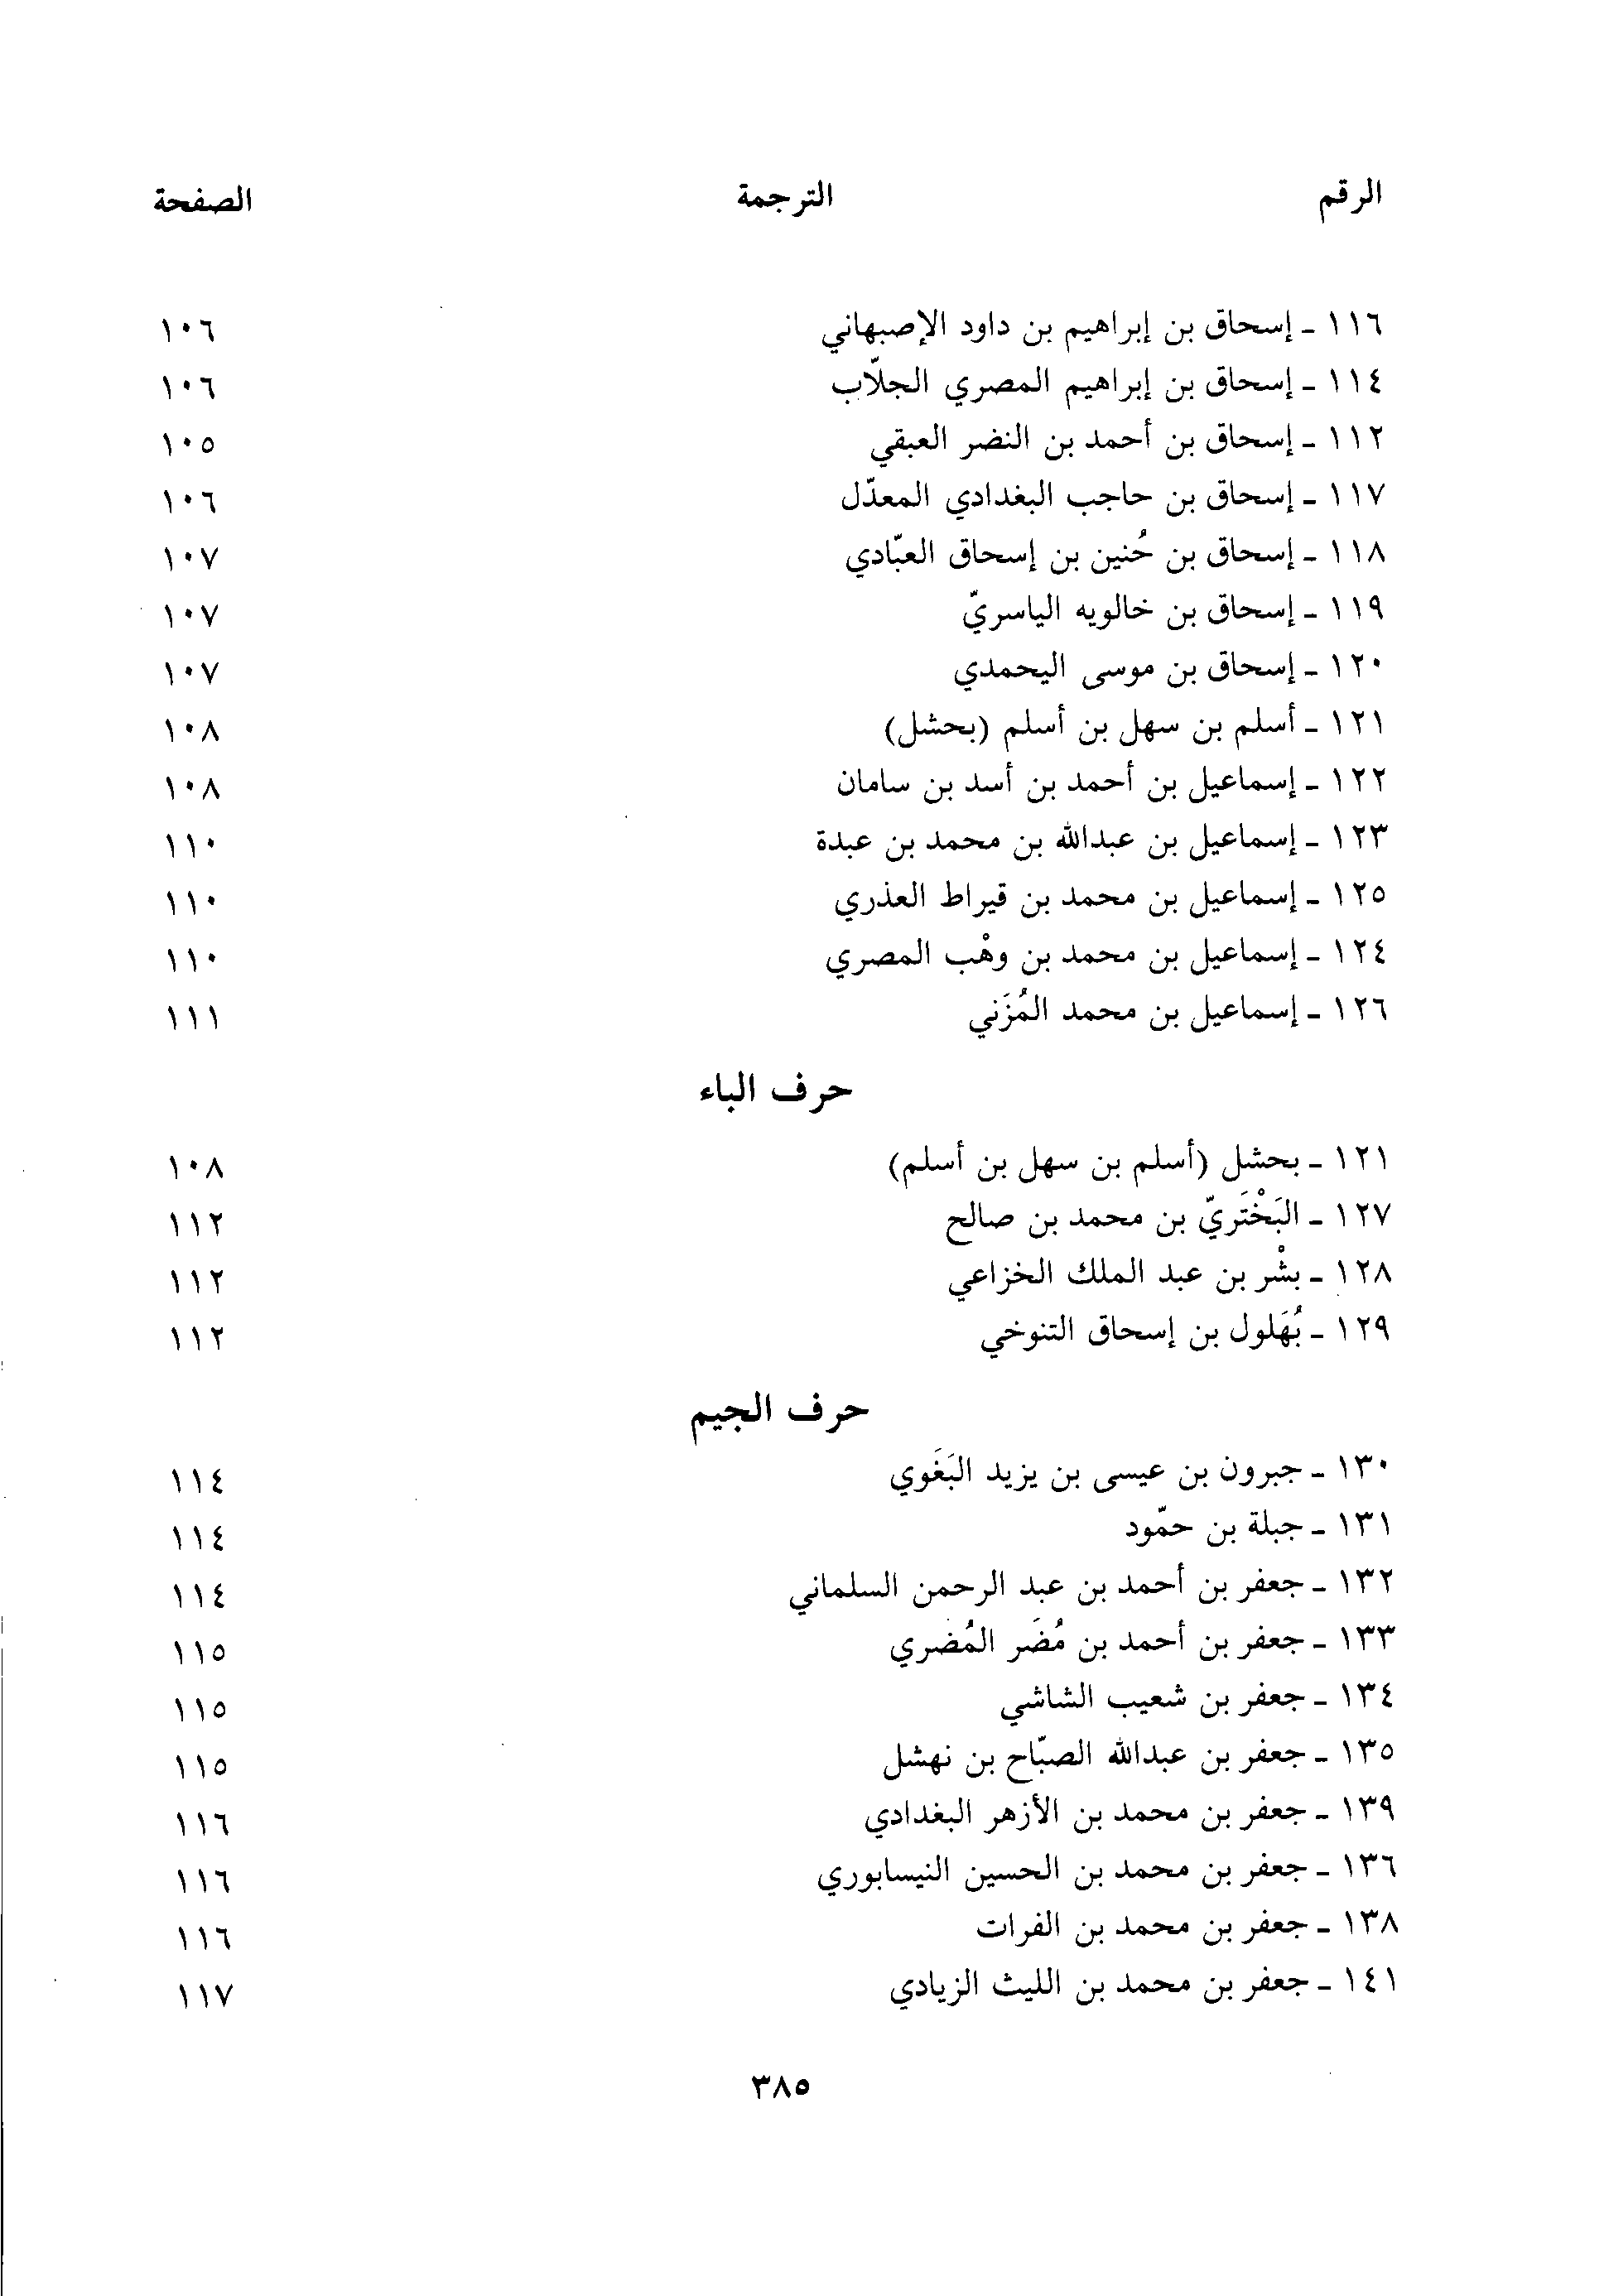 الرقم الترجمة الصفحة
١١٦ - إسحاق بن إبراهيم بن داود الإصبهاني ١٠٦
١١٤ - إسحاق بن إبراهيم المصري الجلّاب ١٠٦
١١٢ - إسحاق بن أحمد بن النضر العبقي ١٠٥
١١٧ - إسحاق بن حاجب البغدادي المعدّل ١٠٦
١١٨ - إسحاق بن حُنين بن إسحاق العبّادي ١٠٧
١١٩ - إسحاق بن خالويه الياسريّ ١٠٧
١٢٠ - إسحاق بن موسى اليحمدي ١٠٧
١٢١ - أسلم بن سهل بن أسلم (بحشل) ١٠٨
١٢٢ - إسماعيل بن أحمد بن أسد بن سامان ١٠٨
١٢٣ - إسماعيل بن عبدالله بن محمد بن عبدة ١١٠
١٢٥ - إسماعيل بن محمد بن قيراط العذري ١١٠
١٢٤ - إسماعيل بن محمد بن وهْب المصري ١١٠
١٢٦ - إسماعيل بن محمد المُزَني ١١١
حرف الباء
١٢١ - بحشل (أسلم بن سهل بن أسلم) ١٠٨
١٢٧ - البَخْتَريّ بن محمد بن صالح ١١٢
١٢٨ - بشْر بن عبد الملك الخزاعي ١١٢
١٢٩ - بُهَلول بن إسحاق التنوخي ١١٢
حرف الجيم
١٣٠ - جبرون بن عيسى بن يزيد البَغَوي ١١٤
١٣١ - جبلة بن حمّود ١١٤
١٣٢ - جعفر بن أحمد بن عبد الرحمن السلماني ١١٤
١٣٣ - جعفر بن أحمد بن مُضَر المُضري ١١٥
١٣٤ - جعفر بن شعيب الشاشي ١١٥
١٣٥ - جعفر بن عبدالله الصبّاح بن نهشل ١١٥
١٣٩ - جعفر بن محمد بن الأزهر البغدادي ١١٦
١٣٦ - جعفر بن محمد بن الحسين النيسابوري ١١٦
١٣٨ - جعفر بن محمد بن الفرات ١١٦
١٤١ - جعفر بن محمد بن الليث الزيادي ١١٧
٣٨٥